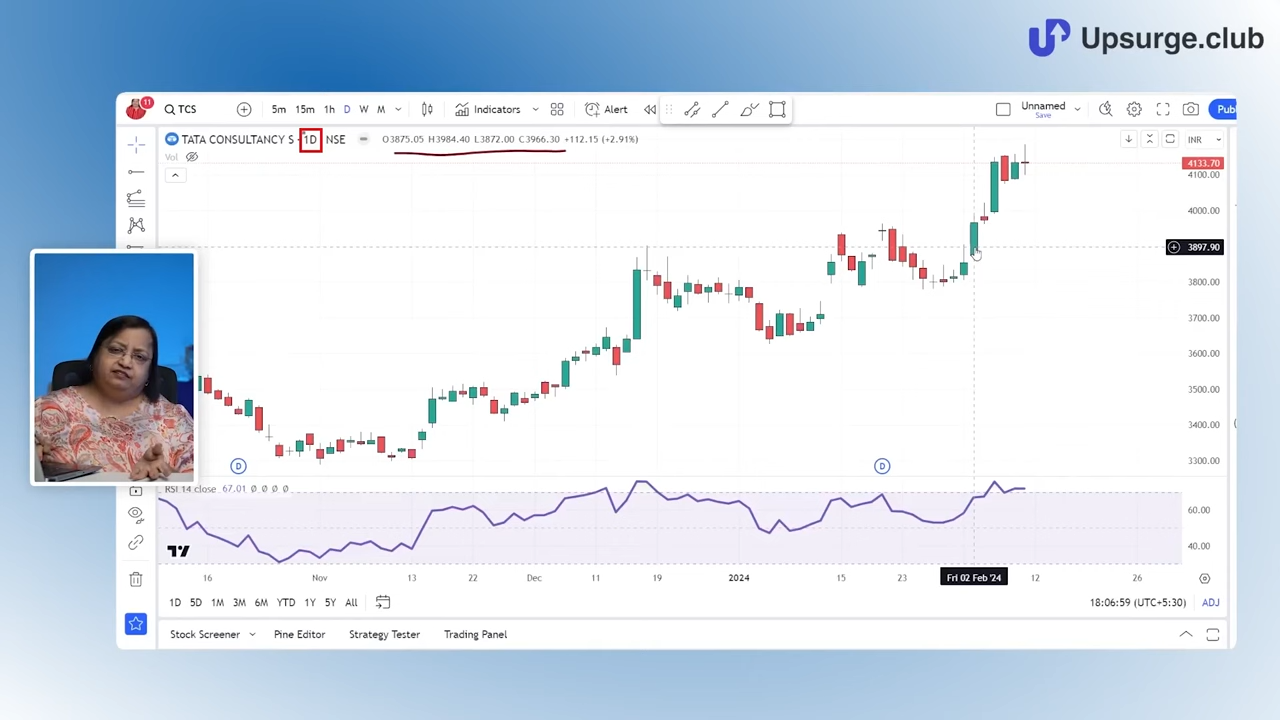 Upsurge.club
11
TCS
5m 15m 1h D W M
Indicators
Alert
Unnamed
Save
Pub
TATA CONSULTANCY S 1D NSE
O3875.05 H3984.40 L3872.00 C3966.30 +112.15 (+2.91%)
INR
Vol
4133.70
4100.00
4000.00
3897.90
3800.00
3700.00
3600.00
3500.00
3400.00
3300.00
D
D
RSI 14 close 67.01 Ø Ø Ø Ø
60.00
40.00
16 Nov 13 22 Dec 11 19 2024 15 23 Fri 02 Feb '24 12 26
1D 5D 1M 3M 6M YTD 1Y 5Y All
18:06:59 (UTC+5:30) ADJ
Stock Screener Pine Editor Strategy Tester Trading Panel